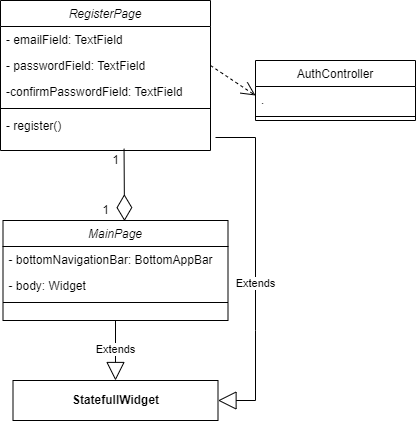 RegisterPage
- emailField: TextField
- passwordField: TextField
-confirmPasswordField: TextField
- register()
AuthController
.
1
1
MainPage
- bottomNavigationBar: BottomAppBar
- body: Widget
Extends
Extends
StatefullWidget